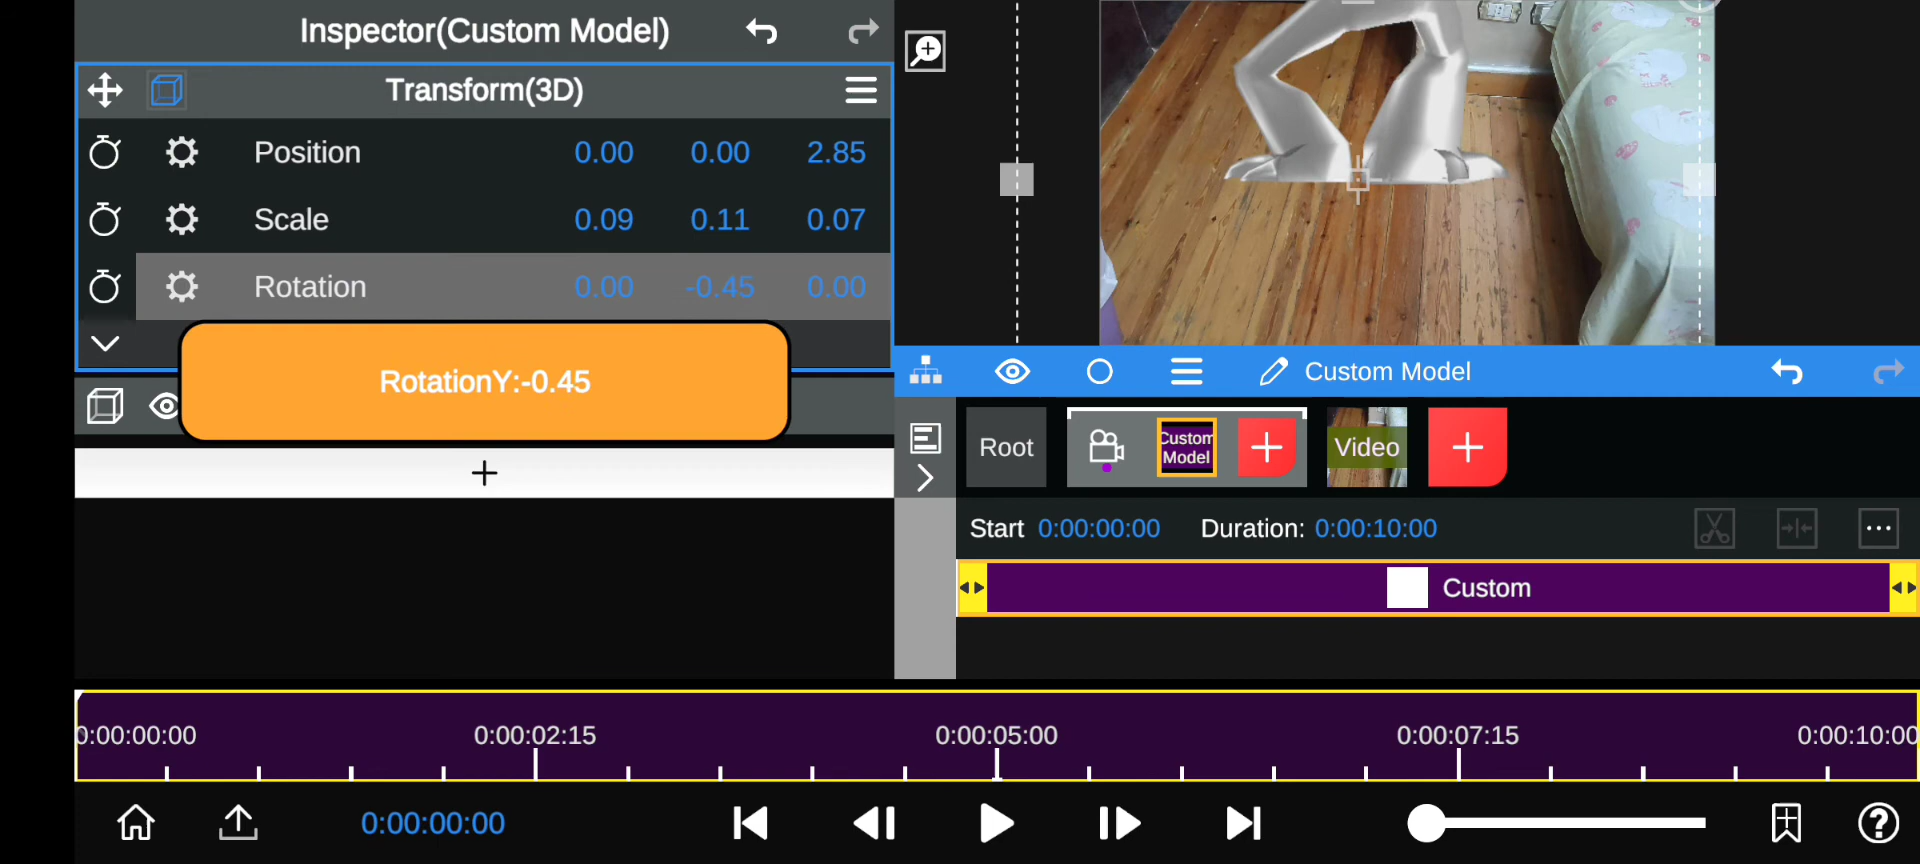 Inspector(Custom Model)
Transform(3D)
Position 0.00 0.00 2.85
Scale 0.09 0.11 0.07
Rotation 0.00 -0.45 0.00
RotationY:-0.45
Custom Model
Root
Custom
Model
Video
Start 0:00:00:00 Duration: 0:00:10:00
Custom
0:00:00:00 0:00:02:15 0:00:05:00 0:00:07:15 0:00:10:00
0:00:00:00